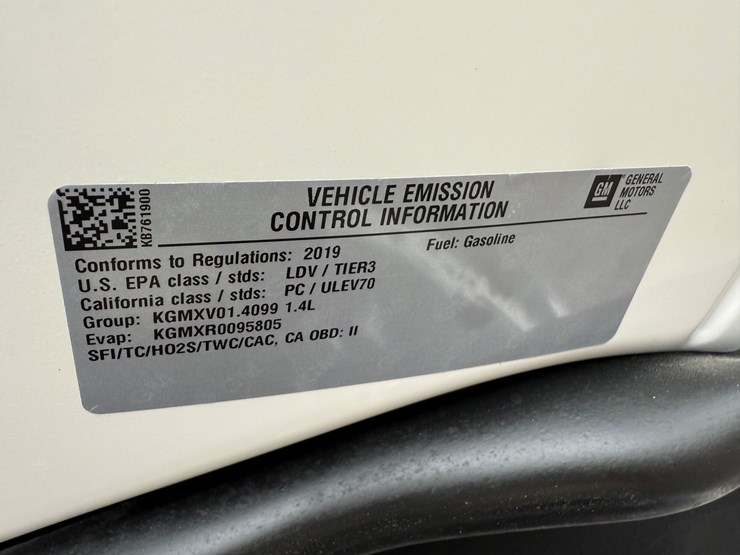 KB761900
VEHICLE EMISSION
CONTROL INFORMATION
GM GENERAL
MOTORS
LLC
Conforms to Regulations: 2019
Fuel: Gasoline
U.S. EPA class / stds: LDV / TIER3
California class / stds: PC / ULEV70
Group: KGMXV01.4099 1.4L
Evap: KGMXR0095805
SFI/TC/HO2S/TWC/CAC, CA OBD: II